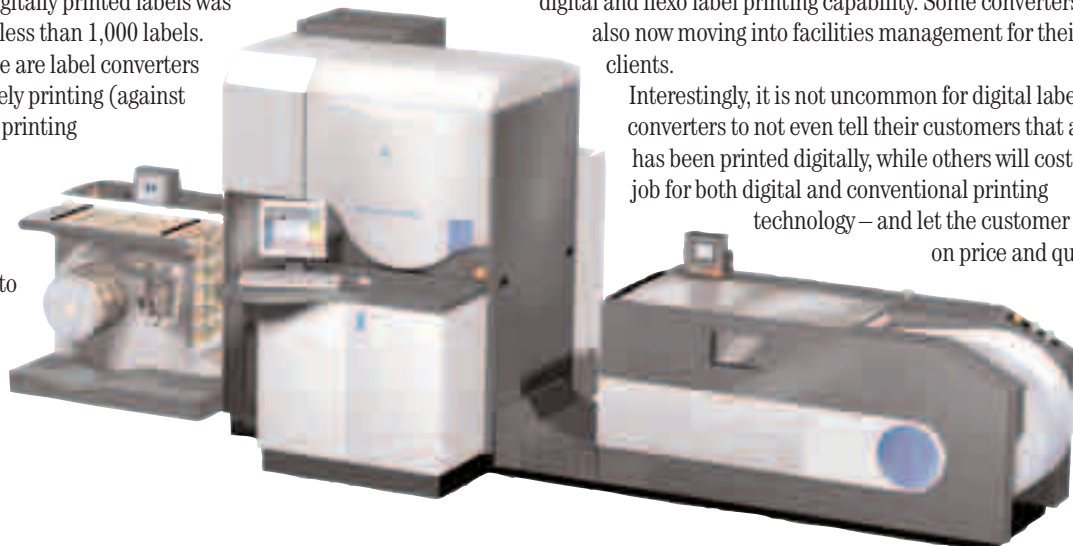 gitally printed labels was
less than 1,000 labels.
e are label converters
ely printing (against
printing
to
digital and flexo label printing capability. Some converters
also now moving into facilities management for thei
clients.
Interestingly, it is not uncommon for digital labe
converters to not even tell their customers that a
has been printed digitally, while others will cost
job for both digital and conventional printing
technology – and let the customer
on price and qu